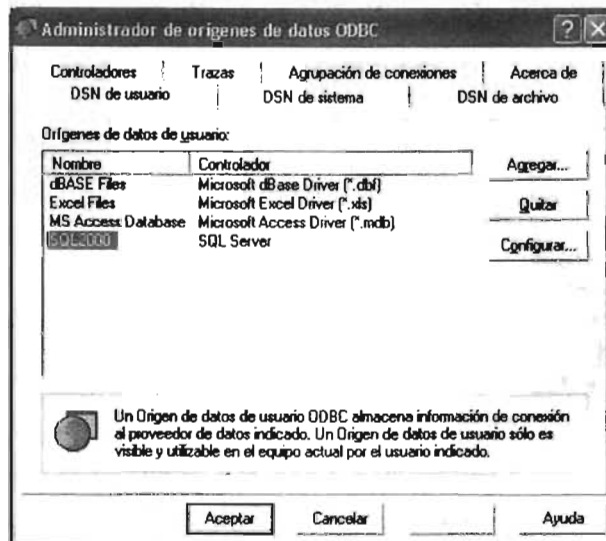 Administrador de orígenes de datos ODBC
Controladores Trazas Agrupación de conexiones Acerca de
DSN de usuario DSN de sistema DSN de archivo
Orígenes de datos de usuario:
Nombre Controlador
dBASE Files Microsoft dBase Driver (*.dbf)
Excel Files Microsoft Excel Driver (*.xls)
MS Access Database Microsoft Access Driver (*.mdb)
SQL2000 SQL Server
Agregar...
Quitar
Configurar...
Un Origen de datos de usuario ODBC almacena información de conexión
al proveedor de datos indicado. Un Origen de datos de usuario sólo es
visible y utilizable en el equipo actual por el usuario indicado.
Aceptar Cancelar Ayuda